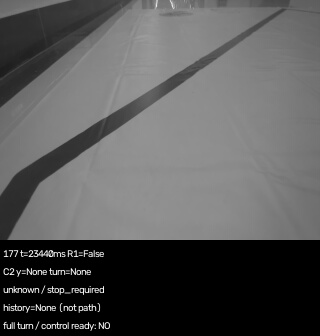 177 t=23440ms R1=False
C2 y=None turn=None
unknown / stop_required
history=None (not path)
full turn / control ready: NO